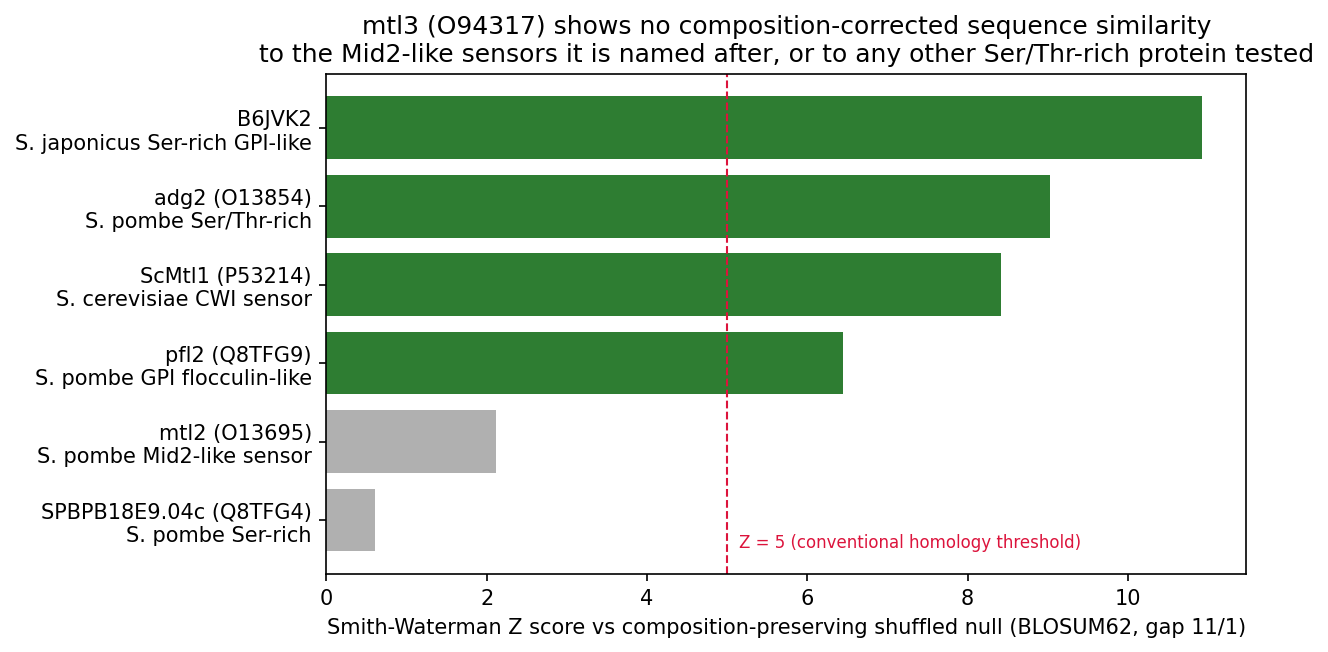 mtl3 (O94317) shows no composition-corrected sequence similarity
to the Mid2-like sensors it is named after, or to any other Ser/Thr-rich protein tested
B6JVK2
S. japonicus Ser-rich GPI-like
adg2 (O13854)
S. pombe Ser/Thr-rich
ScMtl1 (P53214)
S. cerevisiae CWI sensor
pfl2 (Q8TFG9)
S. pombe GPI flocculin-like
mtl2 (O13695)
S. pombe Mid2-like sensor
SPBPB18E9.04c (Q8TFG4)
S. pombe Ser-rich
Z = 5 (conventional homology threshold)
0 2 4 6 8 10
Smith-Waterman Z score vs composition-preserving shuffled null (BLOSUM62, gap 11/1)